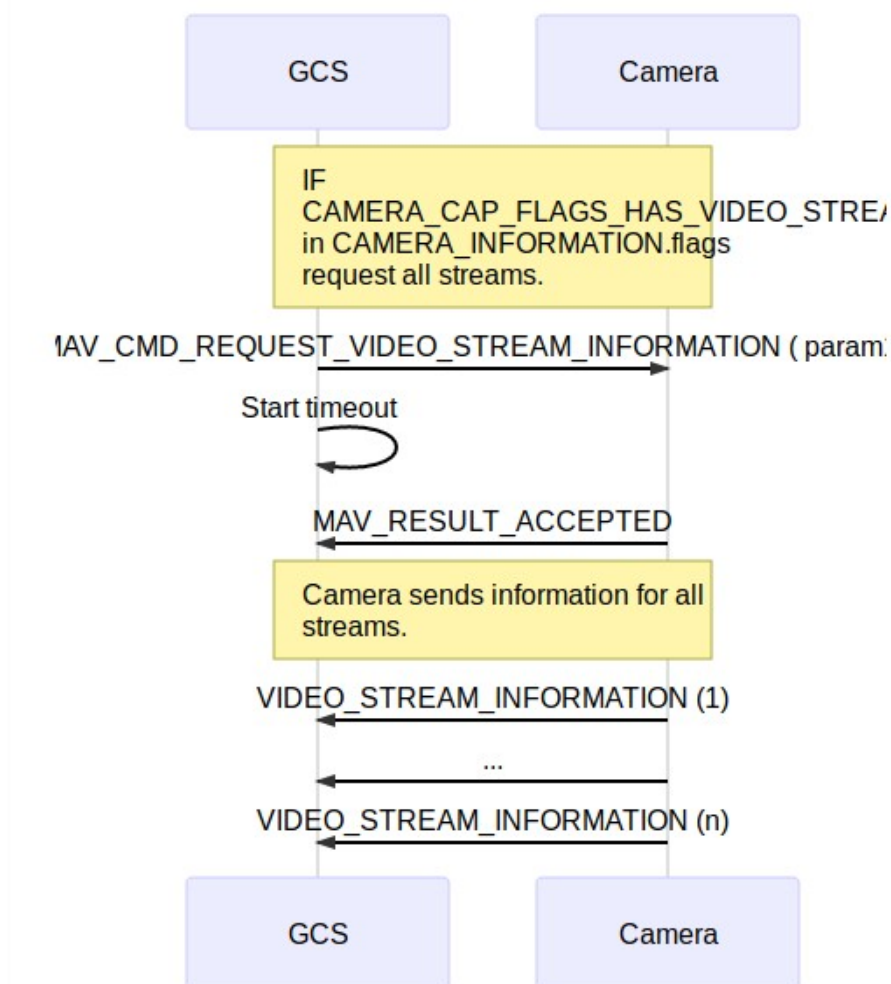 GCS Camera
IF
CAMERA_CAP_FLAGS_HAS_VIDEO_STREA
in CAMERA_INFORMATION.flags
request all streams.
AV_CMD_REQUEST_VIDEO_STREAM_INFORMATION ( param
Start timeout
MAV_RESULT_ACCEPTED
Camera sends information for all
streams.
VIDEO_STREAM_INFORMATION (1)
...
VIDEO_STREAM_INFORMATION (n)
GCS Camera